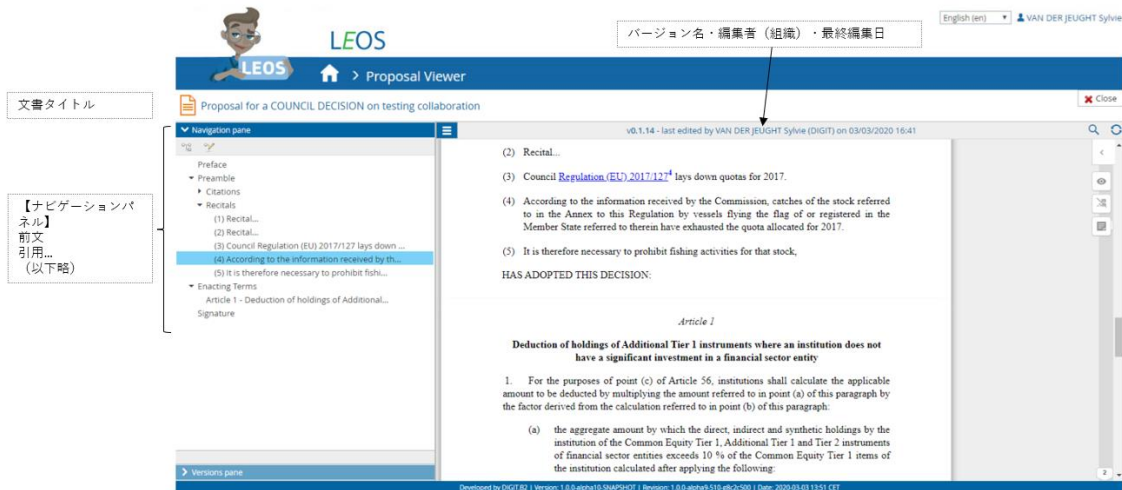 English (en)
VAN DER JEUGHT Sylvie
LEOS
LEOS
バージョン名・編集者（組織）・最終編集日
> Proposal Viewer
文書タイトル
Proposal for a COUNCIL DECISION on testing collaboration
Close
Navigation pane
v0.1.14 - last edited by VAN DER JEUGHT Sylvie (DIGIT) on 03/03/2020 16:41
【ナビゲーションパ
ネル】
前文
引用...
（以下略）
Preface
Preamble
Citations
Recitals
(1) Recital...
(2) Recital...
(3) Council Regulation (EU) 2017/127 lays down ...
(4) According to the information received by th...
(5) It is therefore necessary to prohibit fishi...
Enacting Terms
Article 1 - Deduction of holdings of Additional...
Signature
Versions pane
(2) Recital...
(3) Council Regulation (EU) 2017/127⁴ lays down quotas for 2017.
(4) According to the information received by the Commission, catches of the stock referred
to in the Annex to this Regulation by vessels flying the flag of or registered in the
Member State referred to therein have exhausted the quota allocated for 2017.
(5) It is therefore necessary to prohibit fishing activities for that stock,
HAS ADOPTED THIS DECISION:
Article 1
Deduction of holdings of Additional Tier 1 instruments where an institution does not
have a significant investment in a financial sector entity
1. For the purposes of point (c) of Article 56, institutions shall calculate the applicable
amount to be deducted by multiplying the amount referred to in point (a) of this paragraph by
the factor derived from the calculation referred to in point (b) of this paragraph:
(a) the aggregate amount by which the direct, indirect and synthetic holdings by the
institution of the Common Equity Tier 1, Additional Tier 1 and Tier 2 instruments
of financial sector entities exceeds 10 % of the Common Equity Tier 1 items of
the institution calculated after applying the following:
2
Developed by DIGIT.B2 | Version: 1.0.0-alpha10-SNAPSHOT | Revision: 1.0.0-alpha9-510-e8c2c500 | Date: 2020-03-03 13:51 CET